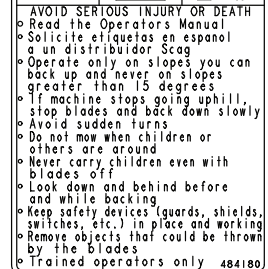 AVOID SERIOUS INJURY OR DEATH
Read the Operators Manual
Solicite etiquetas en espanol
a un distribuidor Scag
Operate only on slopes you can
back up and never on slopes
greater than 15 degrees
If machine stops going uphill,
stop blades and back down slowly
Avoid sudden turns
Do not mow when children or
others are around
Never carry children even with
blades off
Look down and behind before
and while backing
Keep safety devices (guards, shields,
switches, etc.) in place and working
Remove objects that could be thrown
by the blades
Trained operators only 484180